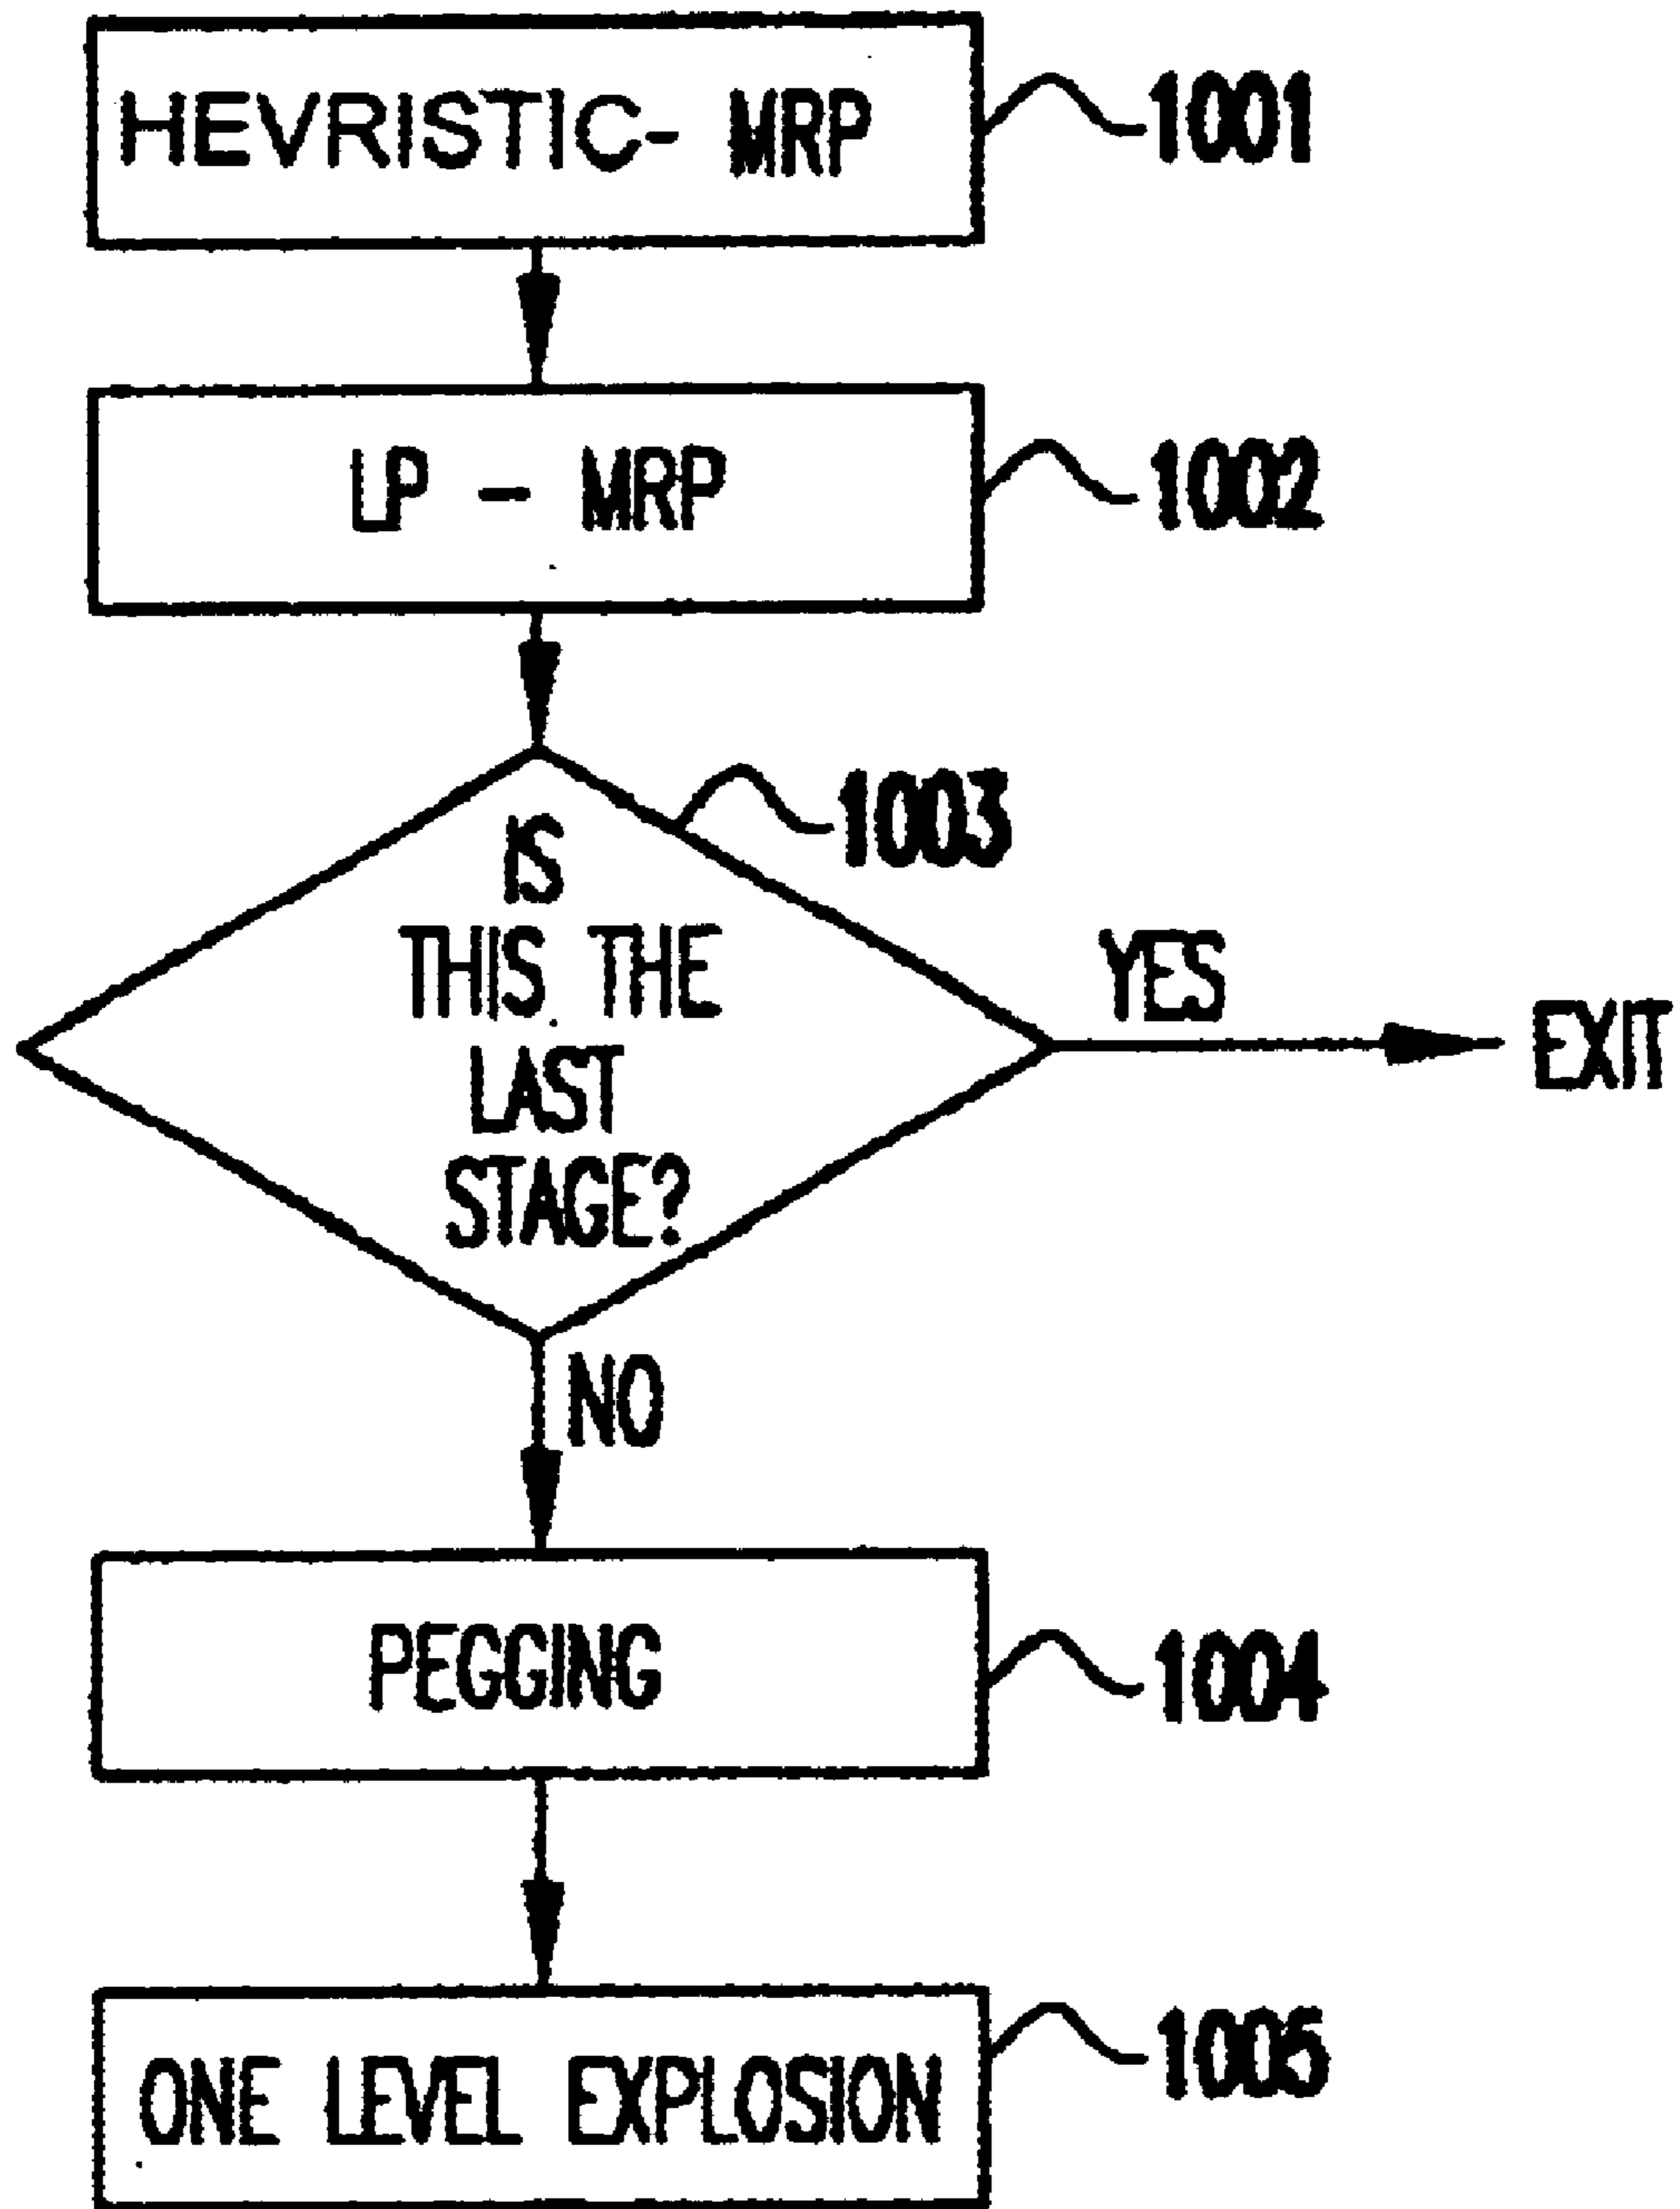 HEVRISTIC- MRP
1001
LP - MRP
1002
1003
IS
THIS THE
LAST
STAGE?
YES
EXIT
NO
PEGGING
1004
ONE LEVEL EXPLOSION
1005